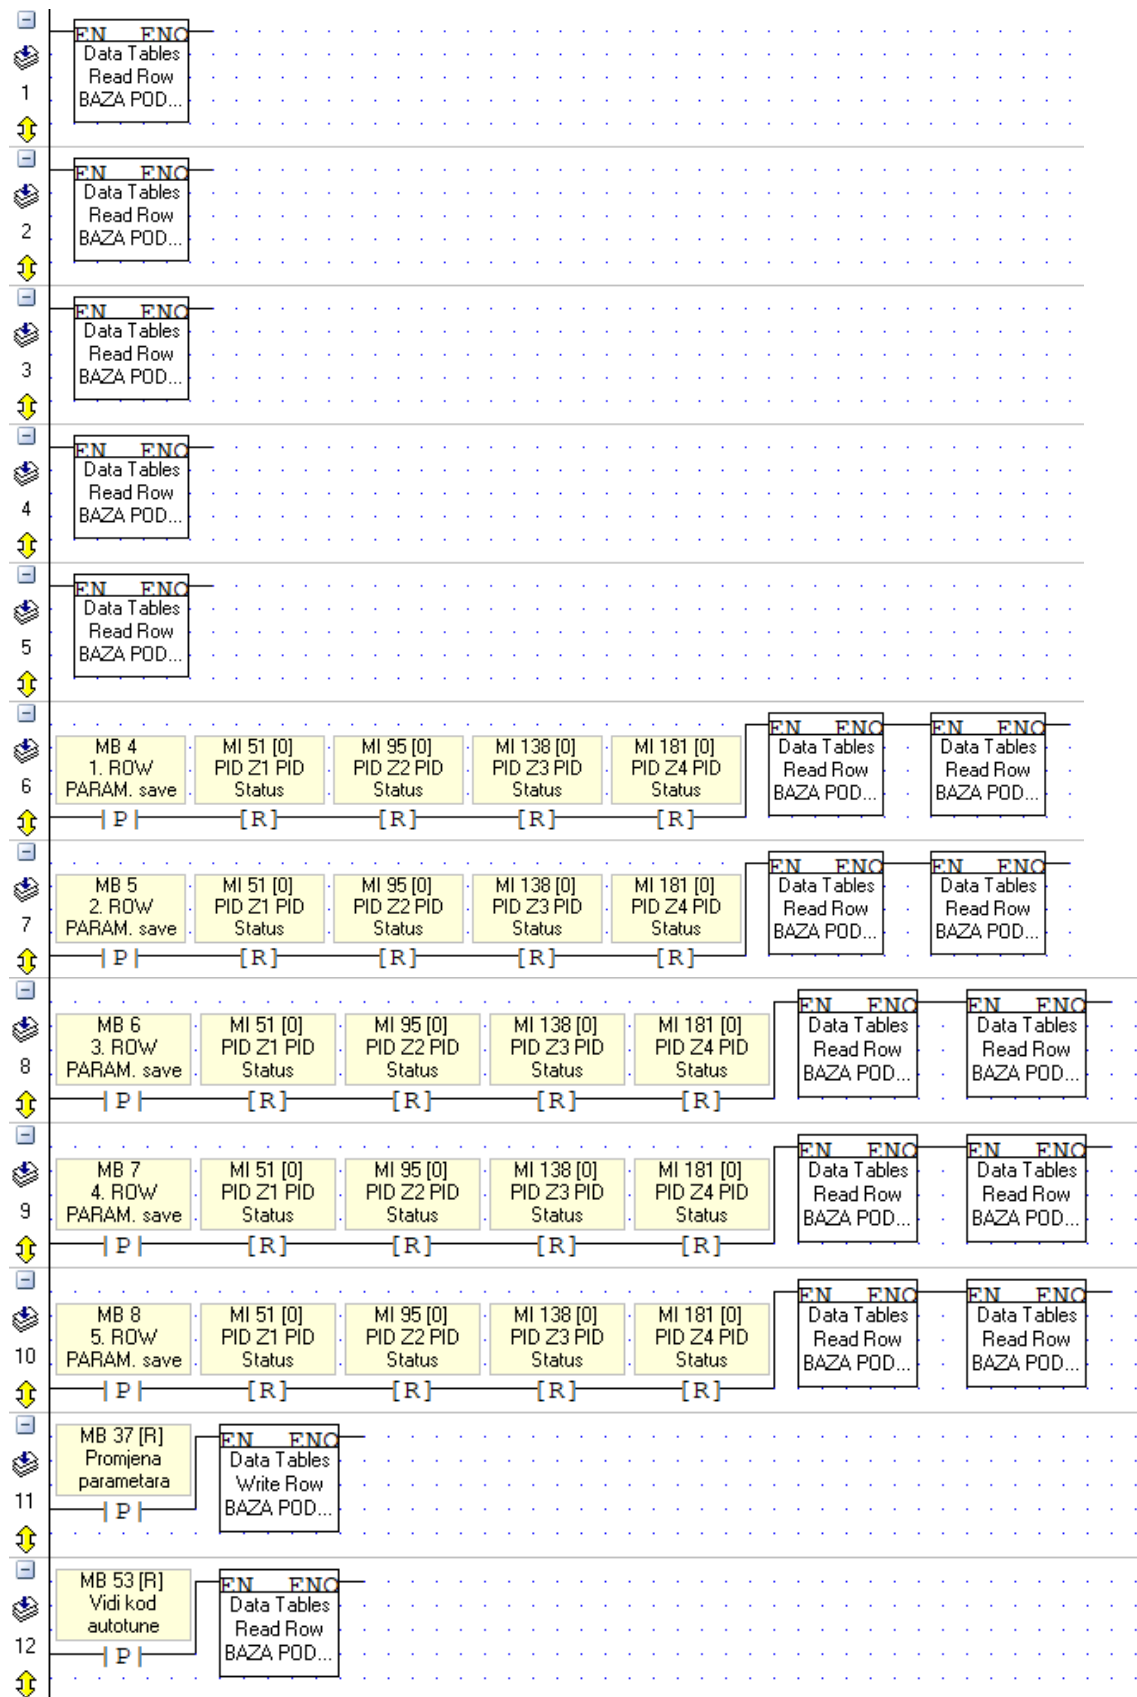 EN ENO
Data Tables
Read Row
BAZA POD...
1
EN ENO
Data Tables
Read Row
BAZA POD...
2
EN ENO
Data Tables
Read Row
BAZA POD...
3
EN ENO
Data Tables
Read Row
BAZA POD...
4
EN ENO
Data Tables
Read Row
BAZA POD...
5
EN ENO EN ENO
MB 4 MI 51 [0] MI 95 [0] MI 138 [0] MI 181 [0] Data Tables Data Tables
1. ROW PID Z1 PID PID Z2 PID PID Z3 PID PID Z4 PID Read Row Read Row
6 PARAM. save Status Status Status Status BAZA POD... BAZA POD...
P [R] [R] [R] [R]
EN ENO EN ENO
MB 5 MI 51 [0] MI 95 [0] MI 138 [0] MI 181 [0] Data Tables Data Tables
2. ROW PID Z1 PID PID Z2 PID PID Z3 PID PID Z4 PID Read Row Read Row
7 PARAM. save Status Status Status Status BAZA POD... BAZA POD...
P [R] [R] [R] [R]
EN ENO EN ENO
MB 6 MI 51 [0] MI 95 [0] MI 138 [0] MI 181 [0] Data Tables Data Tables
3. ROW PID Z1 PID PID Z2 PID PID Z3 PID PID Z4 PID Read Row Read Row
8 PARAM. save Status Status Status Status BAZA POD... BAZA POD...
P [R] [R] [R] [R]
EN ENO EN ENO
MB 7 MI 51 [0] MI 95 [0] MI 138 [0] MI 181 [0] Data Tables Data Tables
4. ROW PID Z1 PID PID Z2 PID PID Z3 PID PID Z4 PID Read Row Read Row
9 PARAM. save Status Status Status Status BAZA POD... BAZA POD...
P [R] [R] [R] [R]
EN ENO EN ENO
MB 8 MI 51 [0] MI 95 [0] MI 138 [0] MI 181 [0] Data Tables Data Tables
5. ROW PID Z1 PID PID Z2 PID PID Z3 PID PID Z4 PID Read Row Read Row
10 PARAM. save Status Status Status Status BAZA POD... BAZA POD...
P [R] [R] [R] [R]
MB 37 [R] EN ENO
Promjena Data Tables
parametara Write Row
11 BAZA POD...
P
MB 53 [R] EN ENO
Vidi kod Data Tables
autotune Read Row
12 BAZA POD...
P